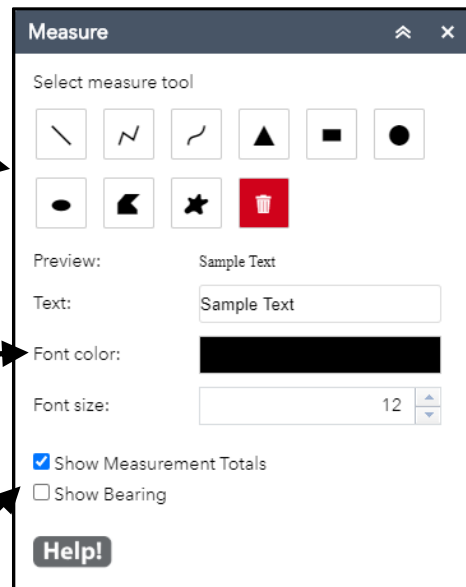 Measure
Select measure tool
Preview: Sample Text
Text: Sample Text
Font color:
Font size: 12
Show Measurement Totals
Show Bearing
Help!